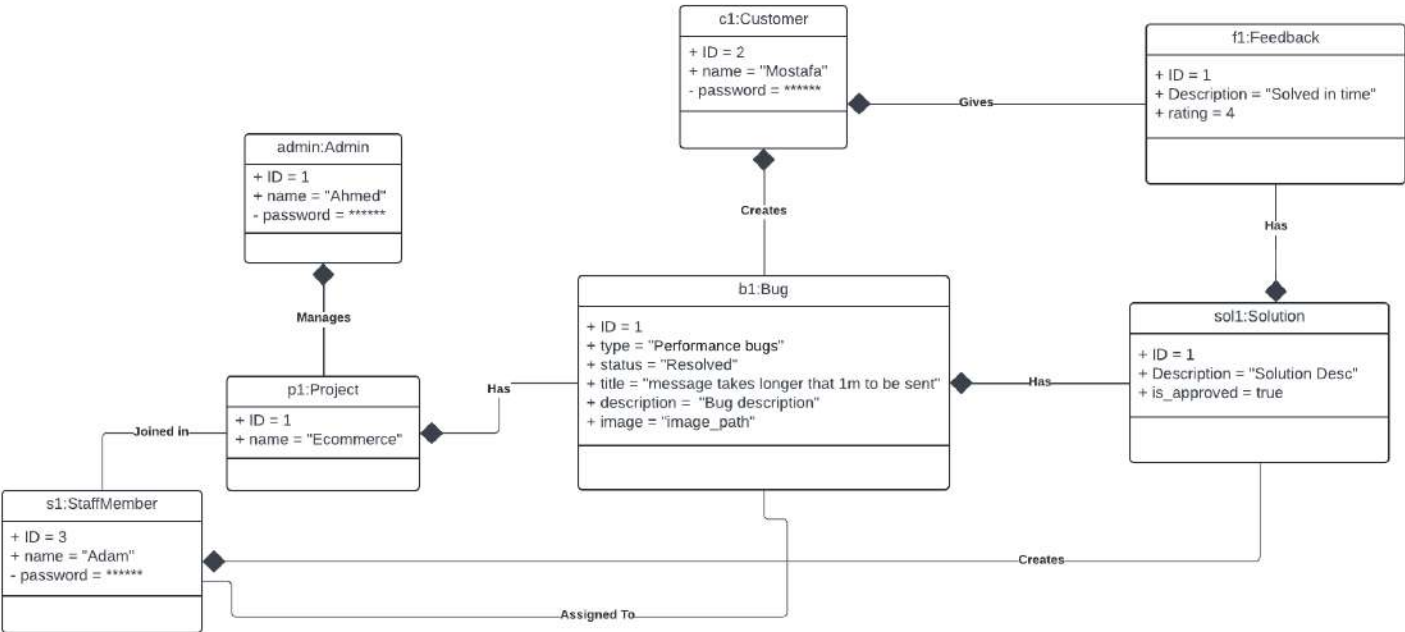 c1:Customer
+ ID = 2
+ name = "Mostafa"
- password = ******
f1:Feedback
+ ID = 1
+ Description = "Solved in time"
+ rating = 4
Gives
admin:Admin
+ ID = 1
+ name = "Ahmed"
- password = ******
Creates
Has
Manages
b1:Bug
+ ID = 1
+ type = "Performance bugs"
+ status = "Resolved"
+ title = "message takes longer that 1m to be sent"
+ description =  "Bug description"
+ image = "image_path"
sol1:Solution
+ ID = 1
+ Description = "Solution Desc"
+ is_approved = true
Has
Has
p1:Project
+ ID = 1
+ name = "Ecommerce"
Joined in
s1:StaffMember
+ ID = 3
+ name = "Adam"
- password = ******
Creates
Assigned To